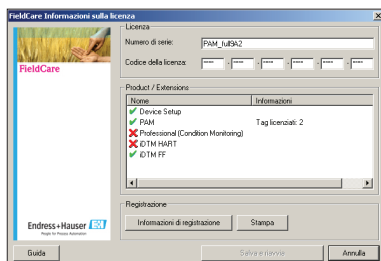 FieldCare Informazioni sulla licenza
Licenza
Numero di serie:
PAM_full9A2
Codice della licenza:
---- - ---- - ---- - ---- - ---- - ----
FieldCare
Product / Extensions
Nome
Informazioni
Device Setup
PAM
Tag licenziati: 2
Professional (Condition Monitoring)
iDTM HART
iDTM FF
Registrazione
Informazioni di registrazione
Stampa
Endress+Hauser
People for Process Automation
Guida
Salva e riavvia
Annulla